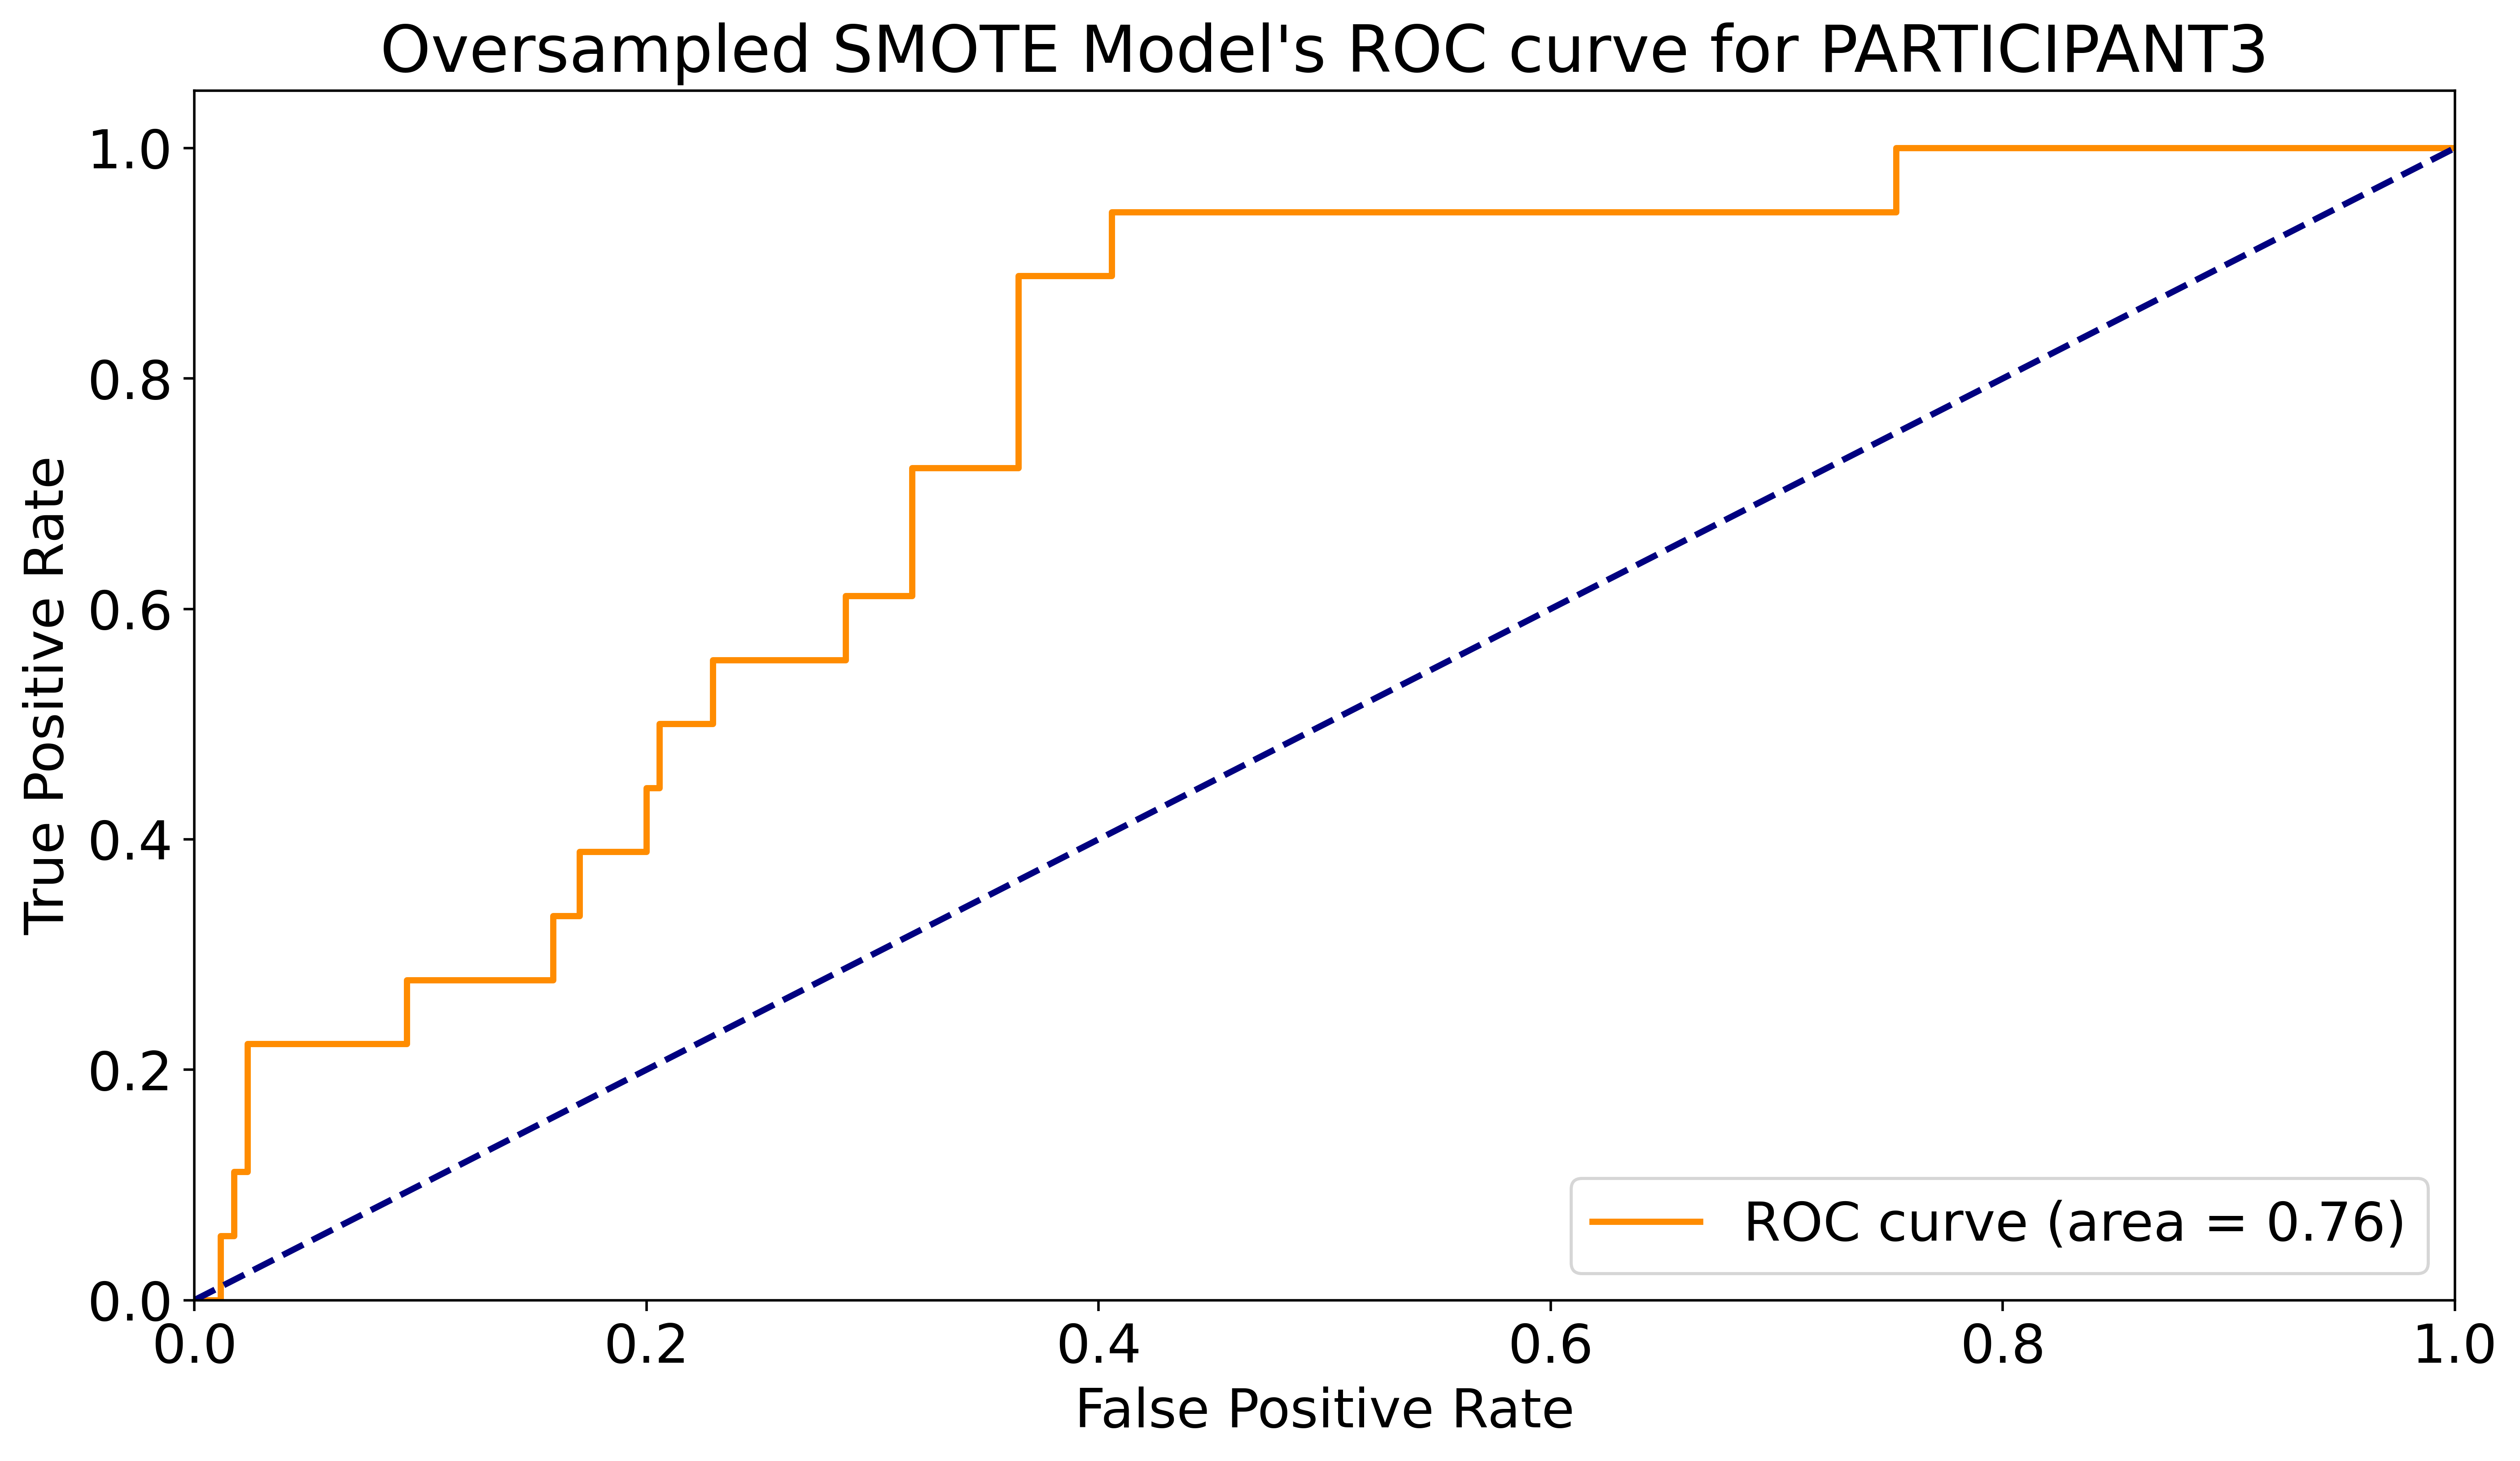 Oversampled SMOTE Model's ROC curve for PARTICIPANT3
True Positive Rate
1.0
0.8
0.6
0.4
0.2
0.0
ROC curve (area = 0.76)
0.0 0.2 0.4 0.6 0.8 1.0
False Positive Rate